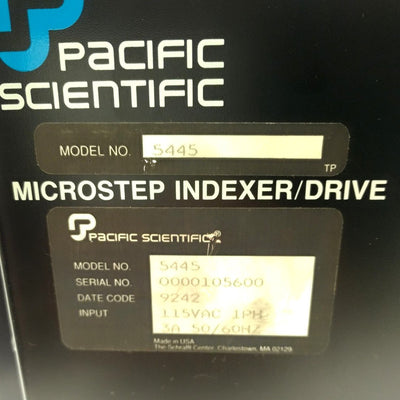 PACIFIC
SCIENTIFIC
MODEL NO. 5445
TP
MICROSTEP INDEXER/DRIVE
PACIFIC SCIENTIFIC®
MODEL NO. 5445
SERIAL NO. 0000105600
DATE CODE 9242
INPUT 115VAC 1PH
3A 50/60HZ
Made in USA
The Schrafft Center, Charlestown, MA 02129